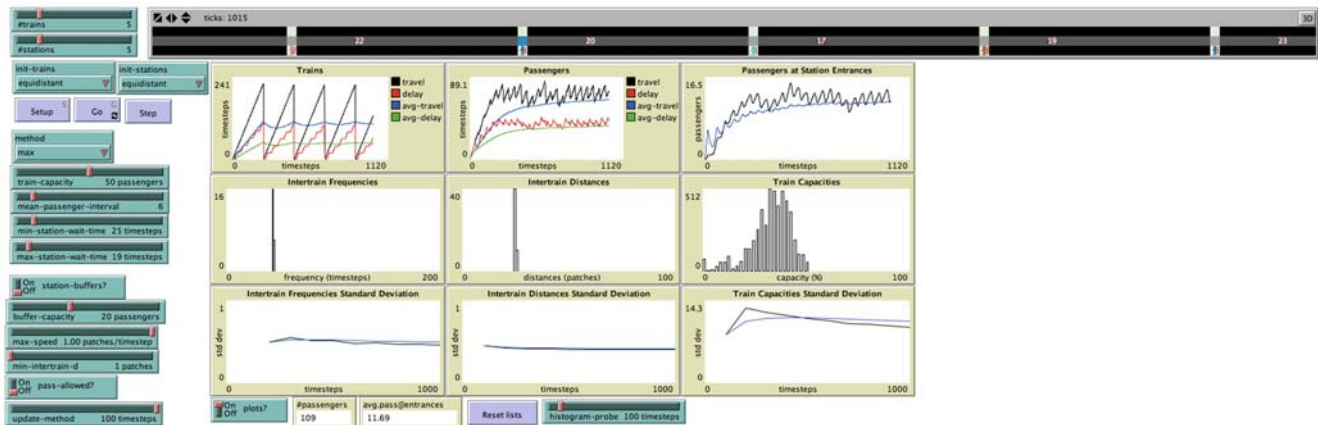 #trains 5
#stations 5
ticks: 1015
3D
22 20 17 19 23
init-trains
equidistant
init-stations
equidistant
Setup
Go
Step
method
max
train-capacity 50 passengers
mean-passenger-interval 6
min-station-wait-time 25 timesteps
max-station-wait-time 19 timesteps
On
Off
station-buffers?
buffer-capacity 20 passengers
max-speed 1.00 patches/timestep
min-intertrain-d 1 patches
On
Off
pass-allowed?
update-method 100 timesteps
Trains
241
timesteps
0
0 timesteps 1120
travel
delay
avg-travel
avg-delay
Passengers
89.1
timesteps
0
0 timesteps 1120
travel
delay
avg-travel
avg-delay
Passengers at Station Entrances
16.5
passengers
0
0 timesteps 1120
Intertrain Frequencies
16
0
0 frequency (timesteps) 200
Intertrain Distances
40
0
0 distances (patches) 100
Train Capacities
512
0
0 capacity (%) 100
Intertrain Frequencies Standard Deviation
1
std dev
0
0 timesteps 1000
Intertrain Distances Standard Deviation
1
std dev
0
0 timesteps 1000
Train Capacities Standard Deviation
14.3
std dev
0
0 timesteps 1000
On
Off
plots?
#passengers
109
avg.pass@entrances
11.69
Reset lists
histogram-probe 100 timesteps